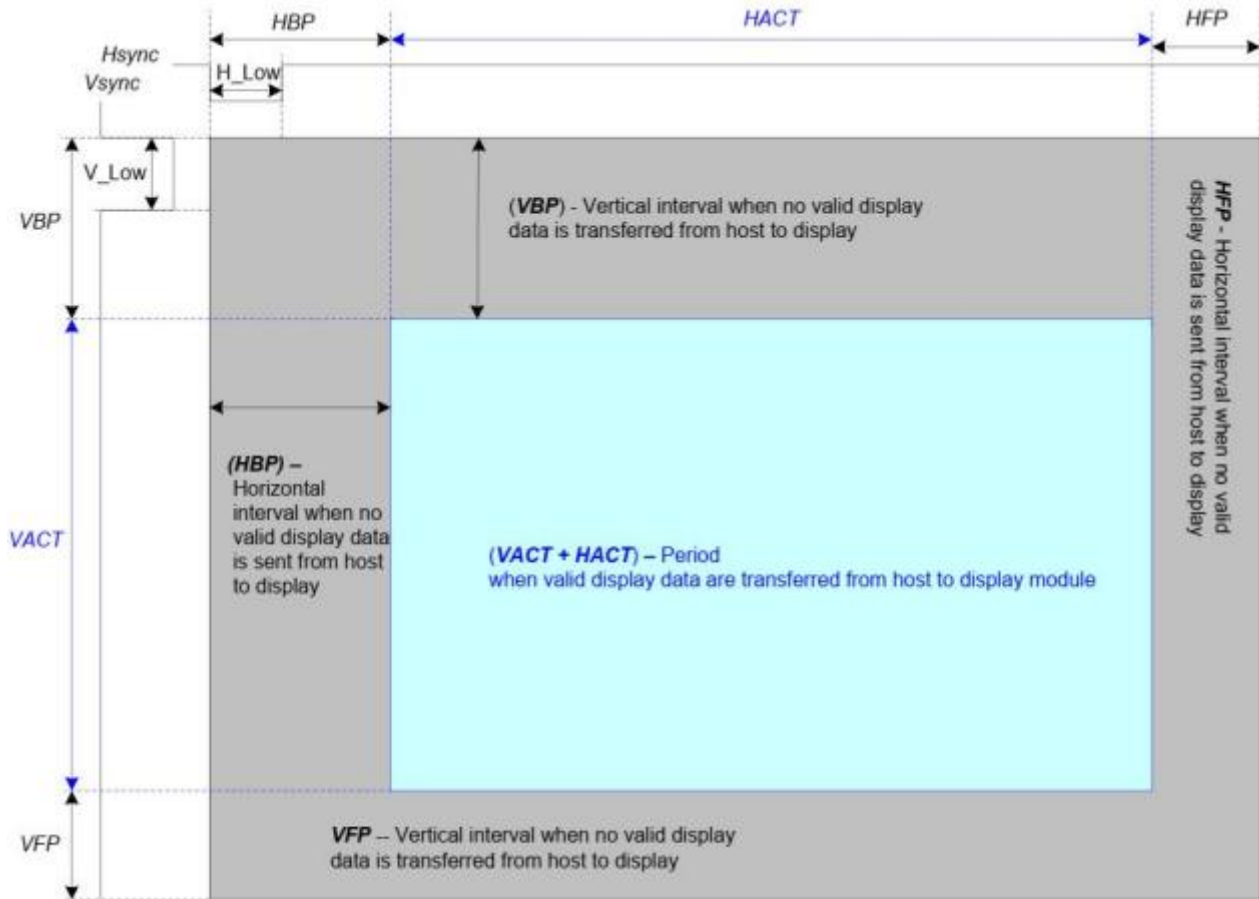 HBP
HACT
HFP
Hsync
H_Low
Vsync
V_Low
VBP
(VBP) - Vertical interval when no valid display
data is transferred from host to display
HFP - Horizontal interval when no valid
display data is sent from host to display
(HBP) –
Horizontal
interval when no
valid display data
is sent from host
to display
VACT
(VACT + HACT) – Period
when valid display data are transferred from host to display module
VFP
VFP -- Vertical interval when no valid display
data is transferred from host to display